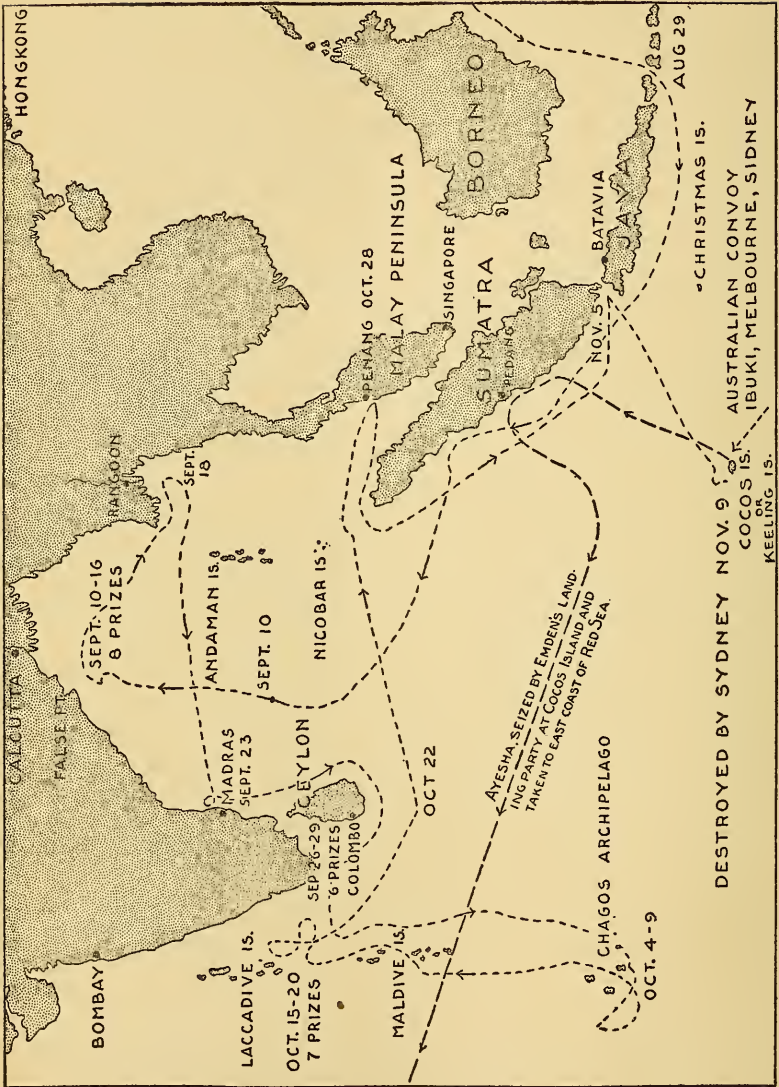 HONGKONG
CALCUTTA
FALSE PT.
BOMBAY
RANGOON
SEPT.
18
SEPT. 10-16
8 PRIZES
ANDAMAN IS.
SEPT. 10
NICOBAR IS.
MADRAS
SEPT. 23
CEYLON
SEP 26-29
6 PRIZES
COLOMBO
LACCADIVE IS.
OCT. 15-20
7 PRIZES
MALDIVE IS.
OCT 22
PENANG OCT. 28
MALAY PENINSULA
SINGAPORE
BORNEO
SUMATRA
PEDANG
BATAVIA
JAVA
NOV. 5
AUG 29
CHRISTMAS IS.
AUSTRALIAN CONVOY
IBUKI, MELBOURNE, SIDNEY
COCOS IS.
OR
KEELING IS.
DESTROYED BY SYDNEY NOV. 9
AYESHA, SEIZED BY EMDEN'S LAND-
ING PARTY AT COCOS ISLAND AND
TAKEN TO EAST COAST OF RED SEA.
CHAGOS ARCHIPELAGO
OCT. 4-9